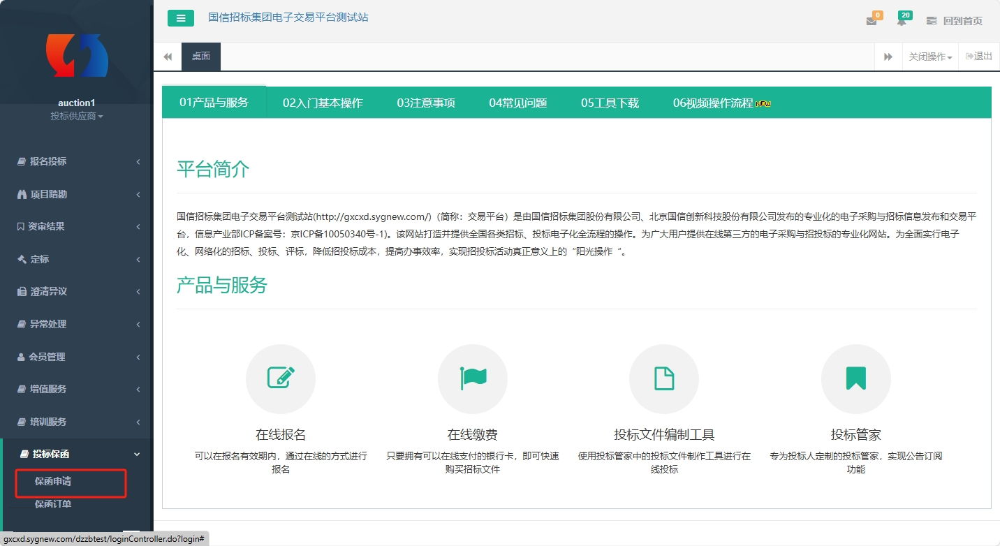 国信招标集团电子交易平台测试站
0
20
回到首页
桌面
关闭操作
退出
auction1
投标供应商
报名投标
项目踏勘
资审结果
定标
澄清异议
异常处理
会员管理
增值服务
培训服务
投标保函
保函申请
保函订单
01产品与服务
02入门基本操作
03注意事项
04常见问题
05工具下载
06视频操作流程 NEW
平台简介
国信招标集团电子交易平台测试站(http://gxcxd.sygnew.com/)（简称：交易平台）是由国信招标集团股份有限公司、北京国信创新科技股份有限公司发布的专业化的电子采购与招标信息发布和交易平
台，信息产业部ICP备案号：京ICP备10050340号-1)。该网站打造并提供全国各类招标、投标电子化全流程的操作。为广大用户提供在线第三方的电子采购与招投标的专业化网站。为全面实行电子
化、网络化的招标、投标、评标，降低招投标成本，提高办事效率，实现招投标活动真正意义上的“阳光操作“。
产品与服务
在线报名
可以在报名有效期内，通过在线的方式进行
报名
在线缴费
只要拥有可以在线支付的银行卡，即可快速
购买招标文件
投标文件编制工具
使用投标管家中的投标文件制作工具进行在
线投标
投标管家
专为投标人定制的投标管家，实现公告订阅
功能
gxcxd.sygnew.com/dzzbtest/loginController.do?login#